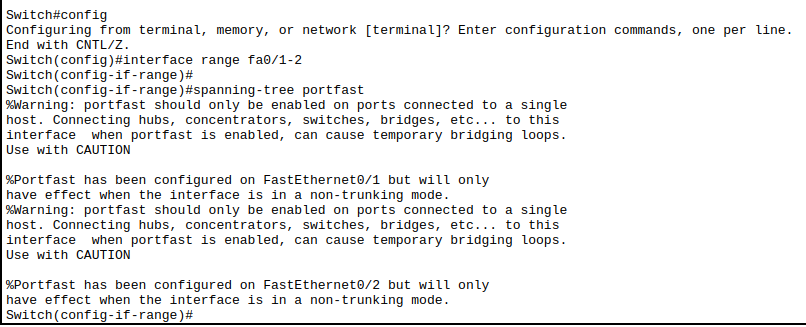 Switch#config
Configuring from terminal, memory, or network [terminal]? Enter configuration commands, one per line.
End with CNTL/Z.
Switch(config)#interface range fa0/1-2
Switch(config-if-range)#
Switch(config-if-range)#spanning-tree portfast
%Warning: portfast should only be enabled on ports connected to a single
host. Connecting hubs, concentrators, switches, bridges, etc... to this
interface  when portfast is enabled, can cause temporary bridging loops.
Use with CAUTION

%Portfast has been configured on FastEthernet0/1 but will only
have effect when the interface is in a non-trunking mode.
%Warning: portfast should only be enabled on ports connected to a single
host. Connecting hubs, concentrators, switches, bridges, etc... to this
interface  when portfast is enabled, can cause temporary bridging loops.
Use with CAUTION

%Portfast has been configured on FastEthernet0/2 but will only
have effect when the interface is in a non-trunking mode.
Switch(config-if-range)#